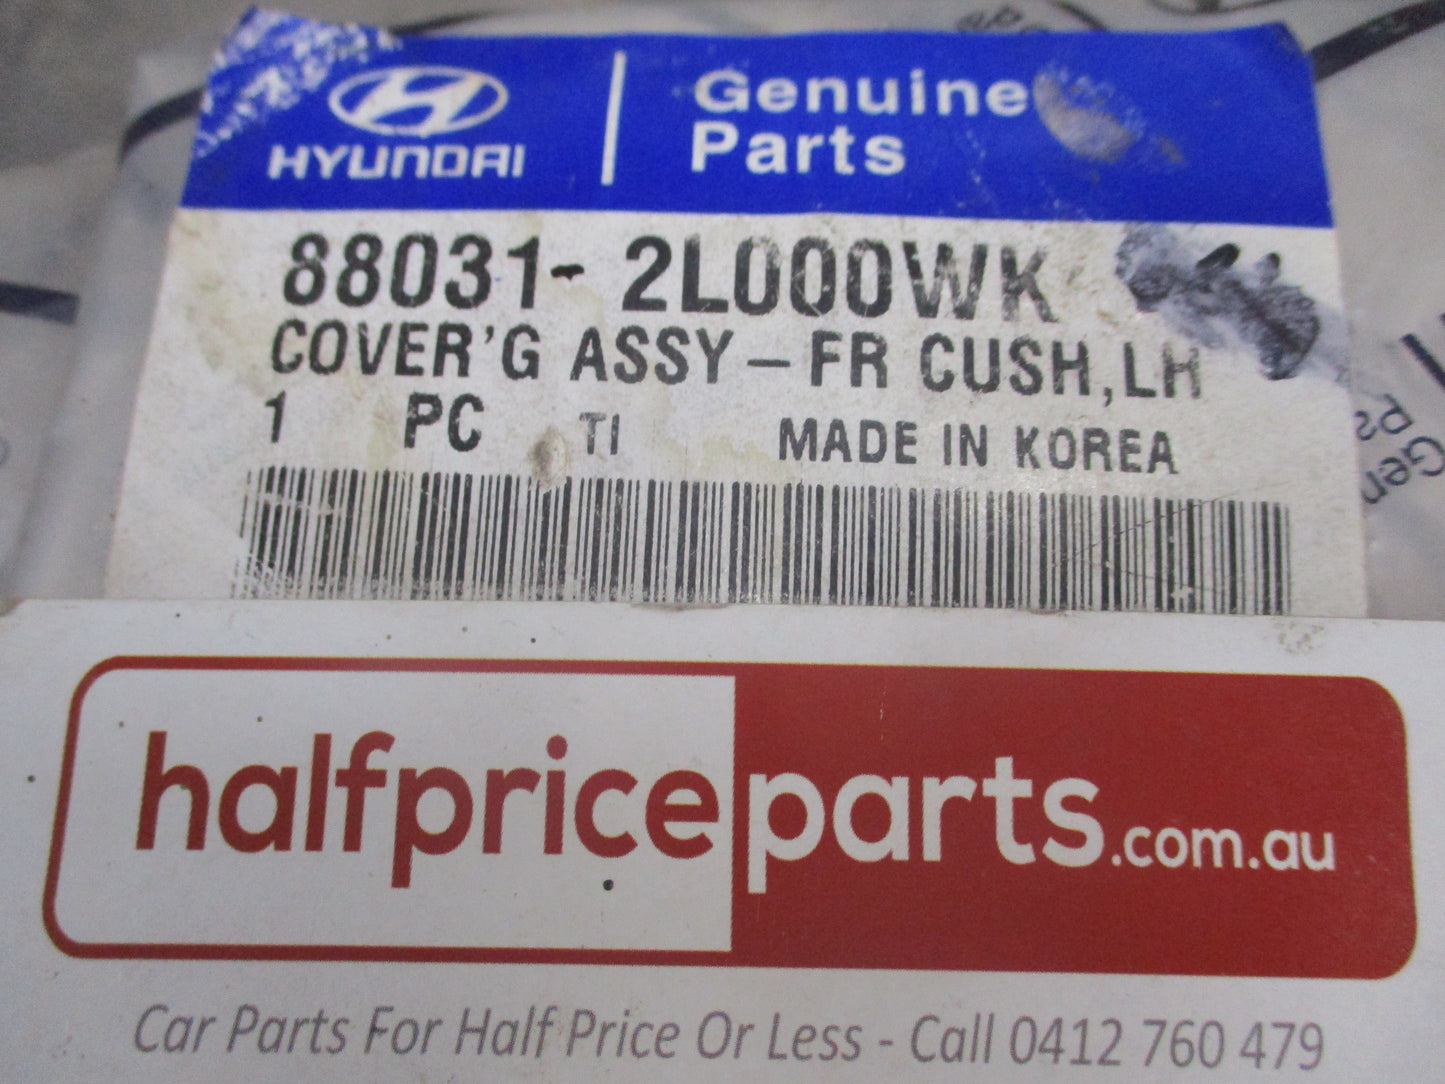 HYUNDAI
Genuine
Parts
88031-2L000WK
COVER'G ASSY-FR CUSH,LH
1 PC TI MADE IN KOREA
halfpriceparts.com.au
Car Parts For Half Price Or Less - Call 0412 760 479